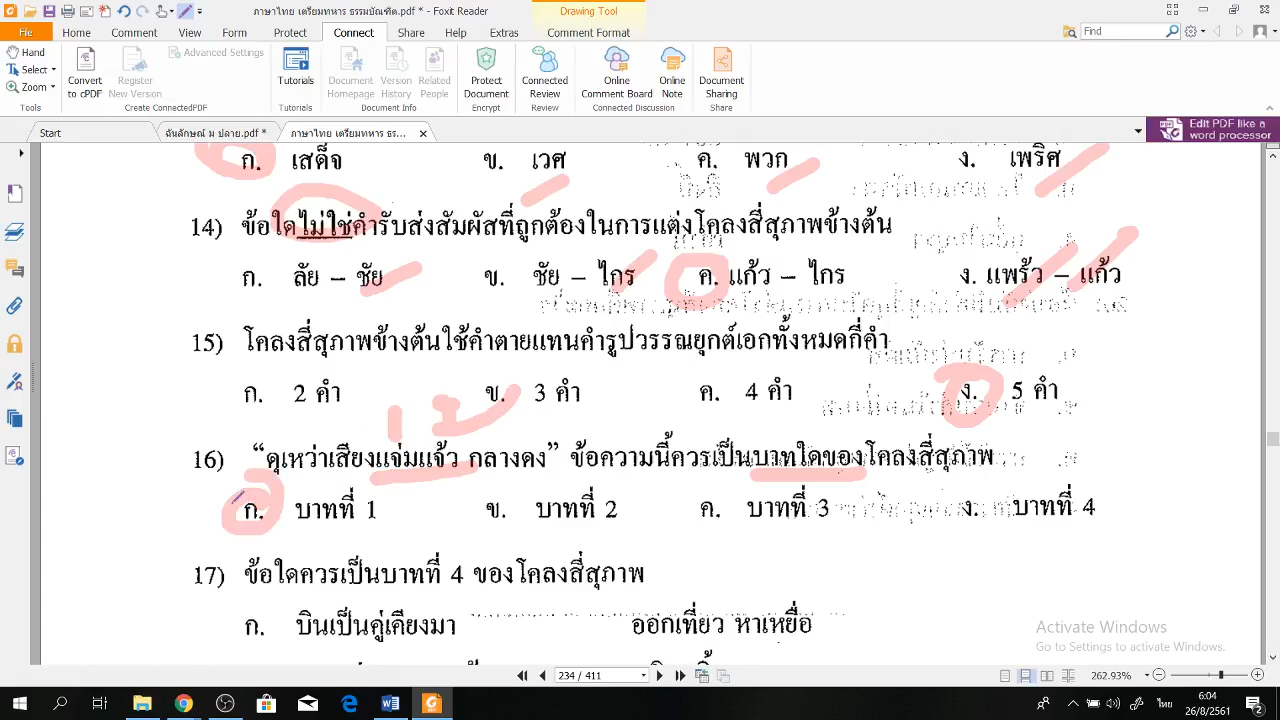 ภาษาไทย เตรียมทหาร ธรรมบัณฑิต.pdf * - Foxit Reader
Drawing Tool
File Home Comment View Form Protect Connect Share Help Extras Comment Format
Find
Hand
Select
Zoom
Tools
Convert to cPDF
Register New Version
Advanced Settings
Create ConnectedPDF
Tutorials
Tutorials
Document Homepage
Version History
Related People
Document Info
Protect Document
Encrypt
Connected Review
Review
Online Comment Board
Online Note
Connected Discussion
Document Sharing
Share
Start
ฉันลักษณ์ ม ปลาย.pdf *
ภาษาไทย เตรียมทหาร ธร...
Edit PDF like a word processor
ก. เสด็จ ข. เวศ ค. พวก ง. เพริศ
14) ข้อใดไม่ใช่คำรับส่งสัมผัสที่ถูกต้องในการแต่งโคลงสี่สุภาพข้างต้น
ก. ลัย – ชัย ข. ชัย – ไกร ค. แก้ว – ไกร ง. แพร้ว – แก้ว
15) โคลงสี่สุภาพข้างต้นใช้คำตายแทนคำรูปวรรณยุกต์เอกทั้งหมดกี่คำ
ก. 2 คำ ข. 3 คำ ค. 4 คำ ง. 5 คำ
16) “ดุเหว่าเสียงแจ่มแจ้ว กลางดง” ข้อความนี้ควรเป็นบาทใดของโคลงสี่สุภาพ
ก. บาทที่ 1 ข. บาทที่ 2 ค. บาทที่ 3 ง. บาทที่ 4
17) ข้อใดควรเป็นบาทที่ 4 ของโคลงสี่สุภาพ
ก. บินเป็นคู่เคียงมา ออกเที่ยว หาเหยื่อ
Activate Windows
Go to Settings to activate Windows.
234 / 411
262.93%
ไทย
6:04
26/8/2561